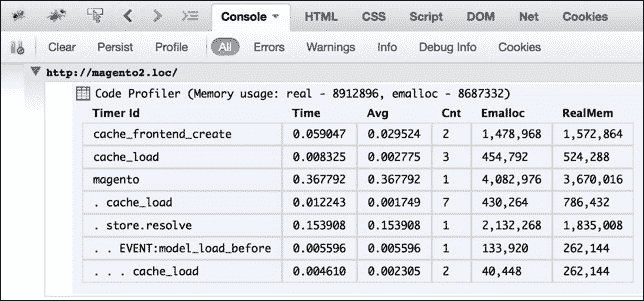 Console HTML CSS Script DOM Net Cookies
Clear Persist Profile All Errors Warnings Info Debug Info Cookies
http://magento2.loc/
Code Profiler (Memory usage: real - 8912896, emalloc - 8687332)
Timer Id Time Avg Cnt Emalloc RealMem
cache_frontend_create 0.059047 0.029524 2 1,478,968 1,572,864
cache_load 0.008325 0.002775 3 454,792 524,288
magento 0.367792 0.367792 1 4,082,976 3,670,016
. cache_load 0.012243 0.001749 7 430,264 786,432
. store.resolve 0.153908 0.153908 1 2,132,268 1,835,008
. . EVENT:model_load_before 0.005596 0.005596 1 133,920 262,144
. . . cache_load 0.004610 0.002305 2 40,448 262,144